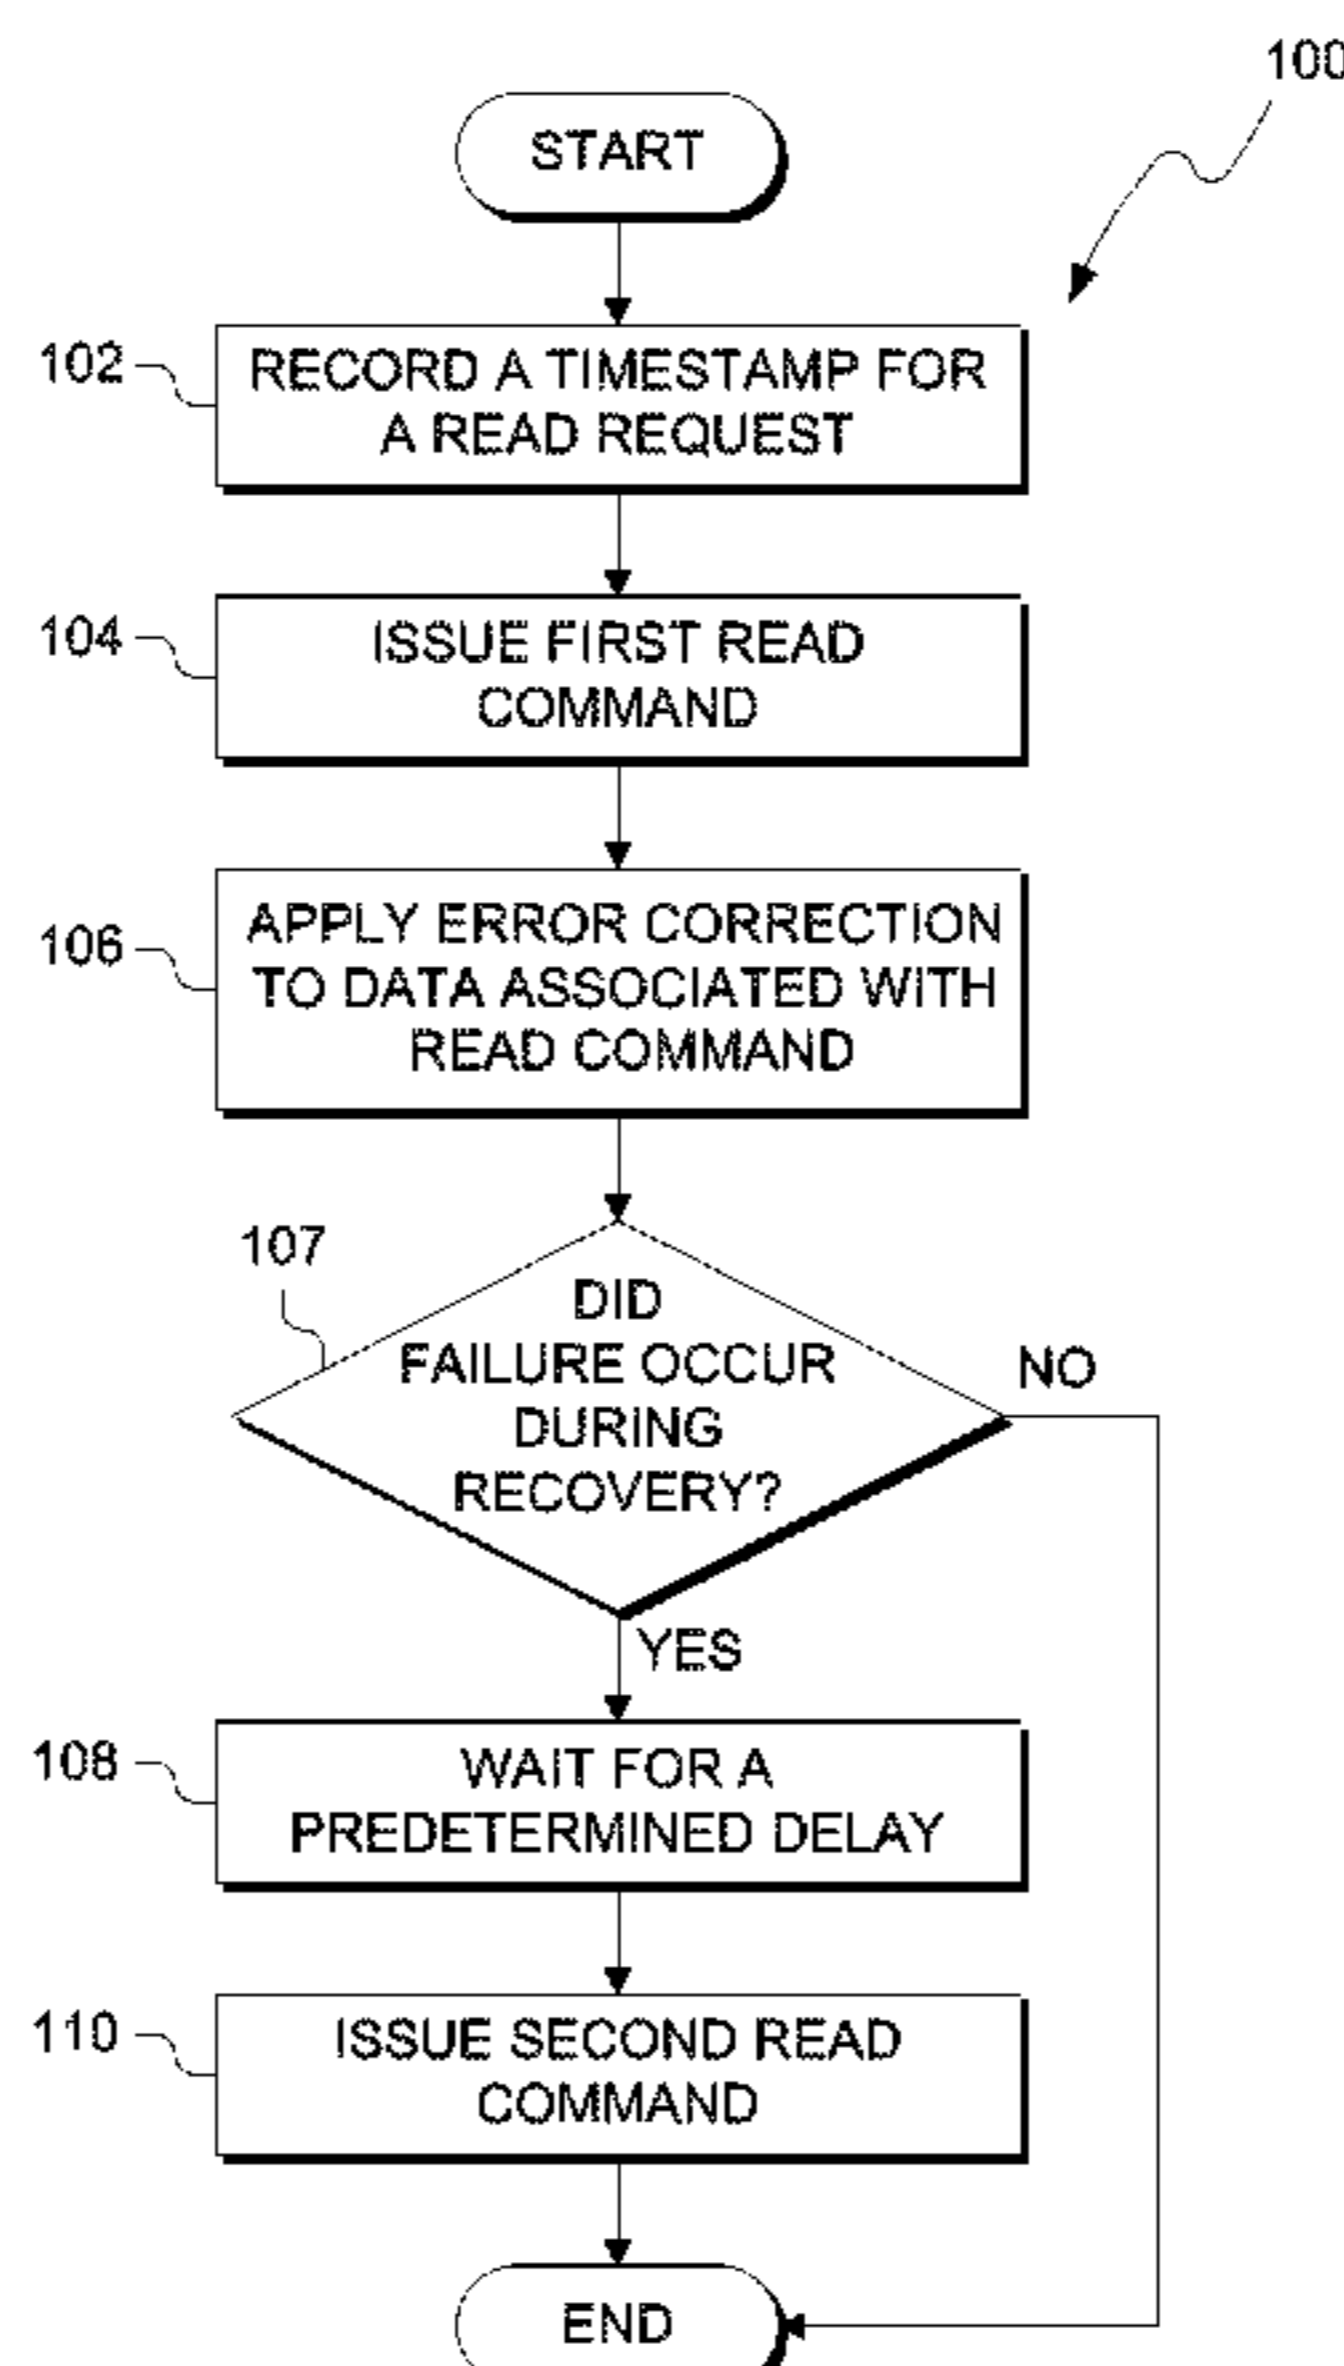 100
START
102
RECORD A TIMESTAMP FOR
A READ REQUEST
104
ISSUE FIRST READ
COMMAND
106
APPLY ERROR CORRECTION
TO DATA ASSOCIATED WITH
READ COMMAND
107
DID
FAILURE OCCUR
DURING
RECOVERY?
NO
YES
108
WAIT FOR A
PREDETERMINED DELAY
110
ISSUE SECOND READ
COMMAND
END